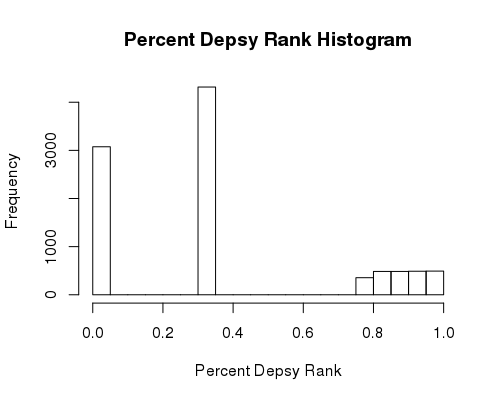 Percent Depsy Rank Histogram
Frequency
3000
1000
0
0.0 0.2 0.4 0.6 0.8 1.0
Percent Depsy Rank